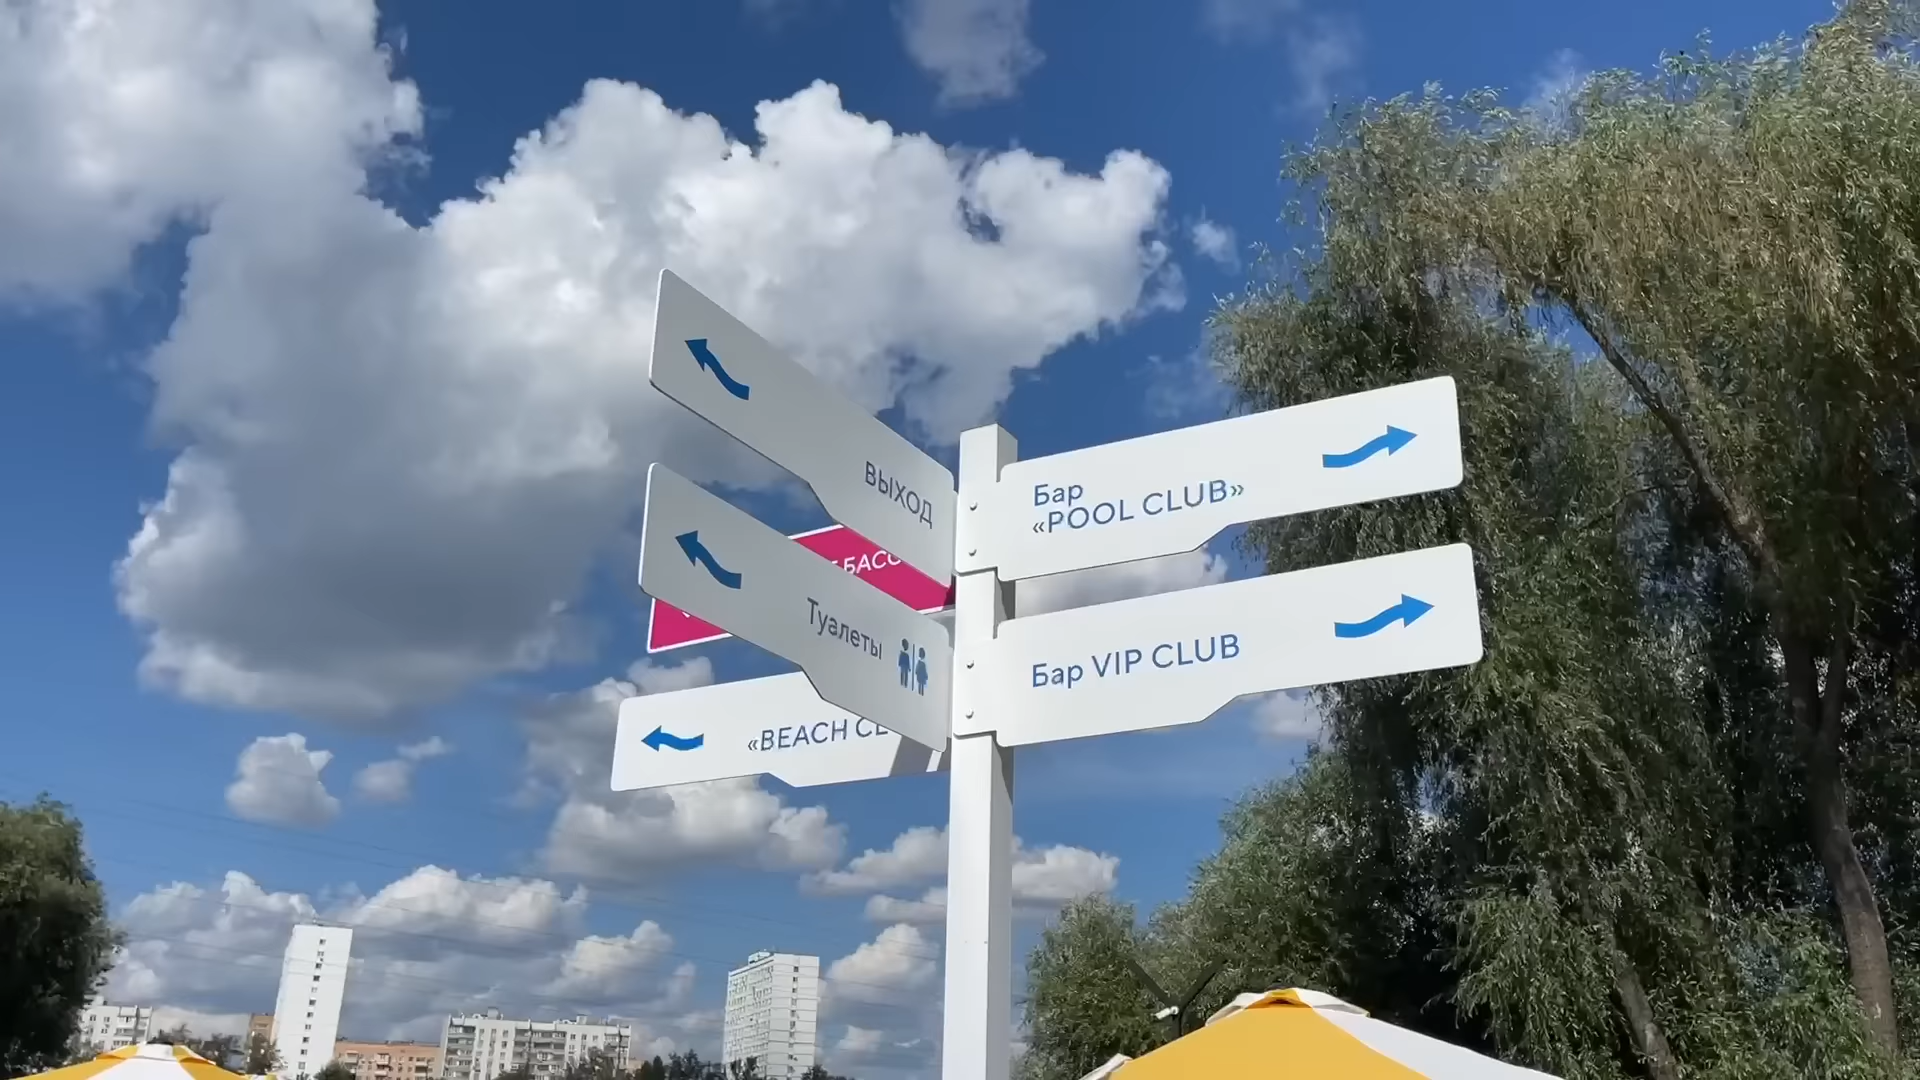 ВЫХОД
Бар
«POOL CLUB»
Туалеты
Бар VIP CLUB
«BEACH